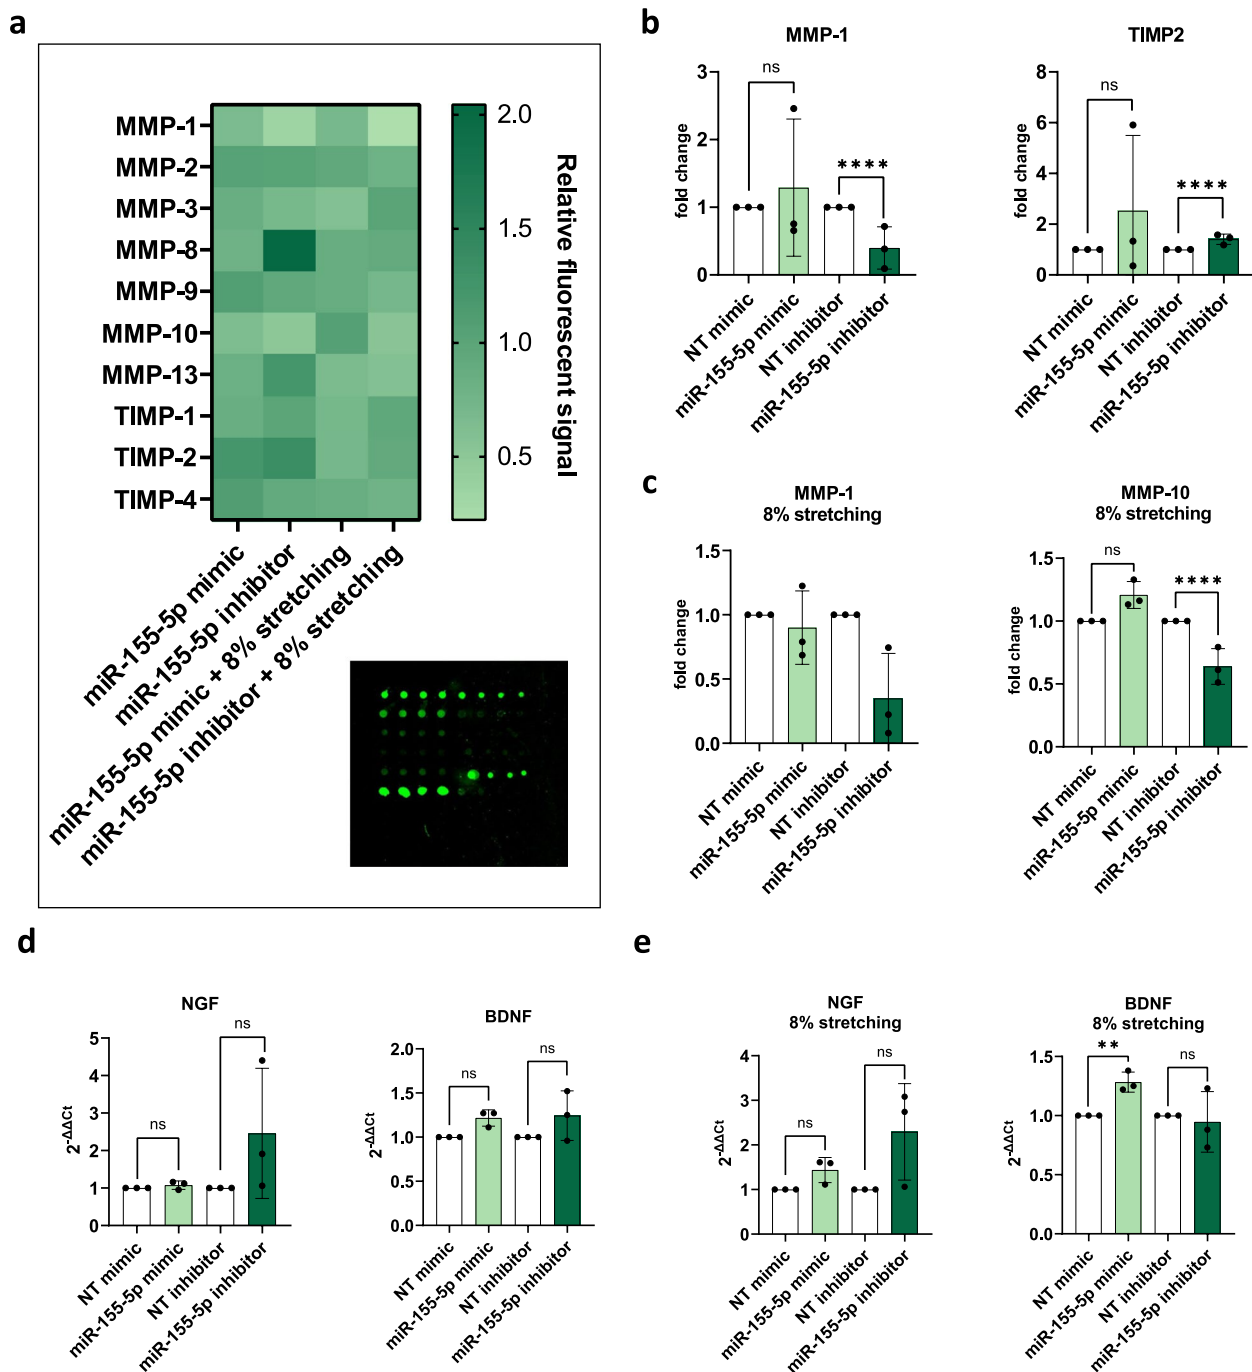 a
MMP-1
MMP-2
MMP-3
MMP-8
MMP-9
MMP-10
MMP-13
TIMP-1
TIMP-2
TIMP-4
2.0
1.5
1.0
0.5
Relative fluorescent signal
miR-155-5p mimic
miR-155-5p inhibitor
miR-155-5p mimic + 8% stretching
miR-155-5p inhibitor + 8% stretching
b
MMP-1
fold change
3
2
1
0
ns
****
NT mimic
miR-155-5p mimic
NT inhibitor
miR-155-5p inhibitor
TIMP2
fold change
8
6
4
2
0
ns
****
NT mimic
miR-155-5p mimic
NT inhibitor
miR-155-5p inhibitor
c
MMP-1
8% stretching
fold change
1.5
1.0
0.5
0.0
NT mimic
miR-155-5p mimic
NT inhibitor
miR-155-5p inhibitor
MMP-10
8% stretching
fold change
1.5
1.0
0.5
0.0
ns
****
NT mimic
miR-155-5p mimic
NT inhibitor
miR-155-5p inhibitor
d
NGF
2-ΔΔCt
5
4
3
2
1
0
ns
ns
NT mimic
miR-155-5p mimic
NT inhibitor
miR-155-5p inhibitor
BDNF
2-ΔΔCt
2.0
1.5
1.0
0.5
0.0
ns
ns
NT mimic
miR-155-5p mimic
NT inhibitor
miR-155-5p inhibitor
e
NGF
8% stretching
2-ΔΔCt
4
3
2
1
0
ns
ns
NT mimic
miR-155-5p mimic
NT inhibitor
miR-155-5p inhibitor
BDNF
8% stretching
2-ΔΔCt
1.5
1.0
0.5
0.0
**
ns
NT mimic
miR-155-5p mimic
NT inhibitor
miR-155-5p inhibitor